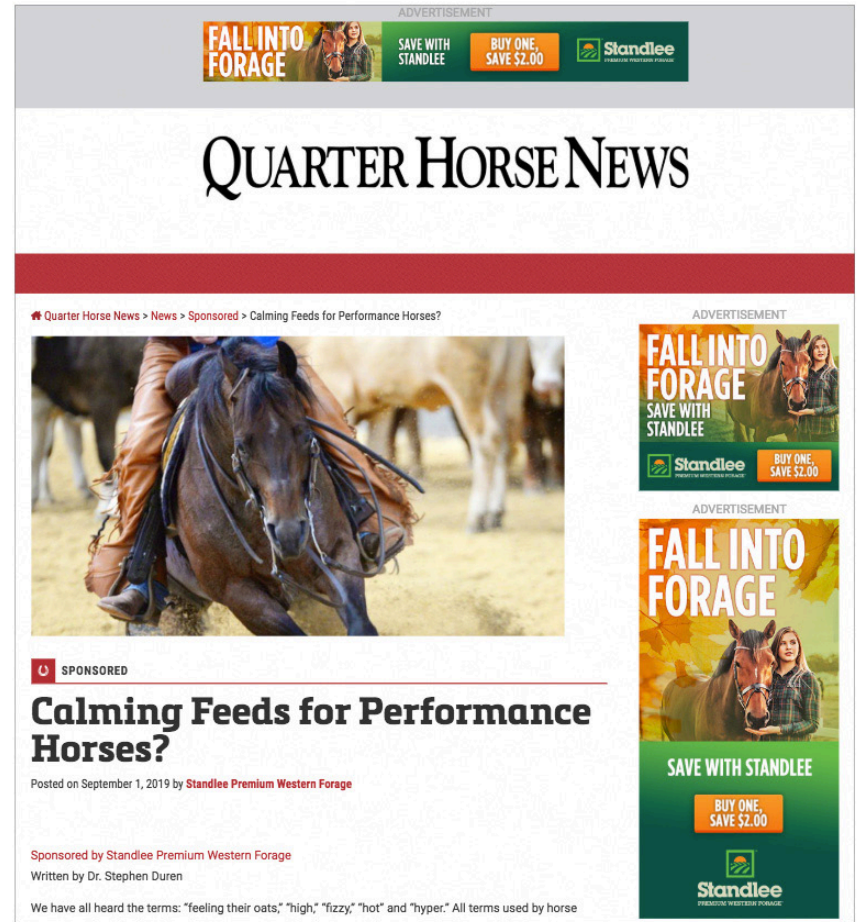 ADVERTISEMENT
FALL INTO
FORAGE
SAVE WITH
STANDLEE
BUY ONE,
SAVE $2.00
Standlee
PREMIUM WESTERN FORAGE
QUARTER HORSE NEWS
Quarter Horse News > News > Sponsored > Calming Feeds for Performance Horses?
SPONSORED
Calming Feeds for Performance
Horses?
Posted on September 1, 2019 by Standlee Premium Western Forage
Sponsored by Standlee Premium Western Forage
Written by Dr. Stephen Duren
We have all heard the terms: “feeling their oats,” “high,” “fizzy,” “hot” and “hyper.” All terms used by horse
ADVERTISEMENT
FALL INTO
FORAGE
SAVE WITH
STANDLEE
Standlee
PREMIUM WESTERN FORAGE
BUY ONE,
SAVE $2.00
ADVERTISEMENT
FALL INTO
FORAGE
SAVE WITH STANDLEE
BUY ONE,
SAVE $2.00
Standlee
PREMIUM WESTERN FORAGE